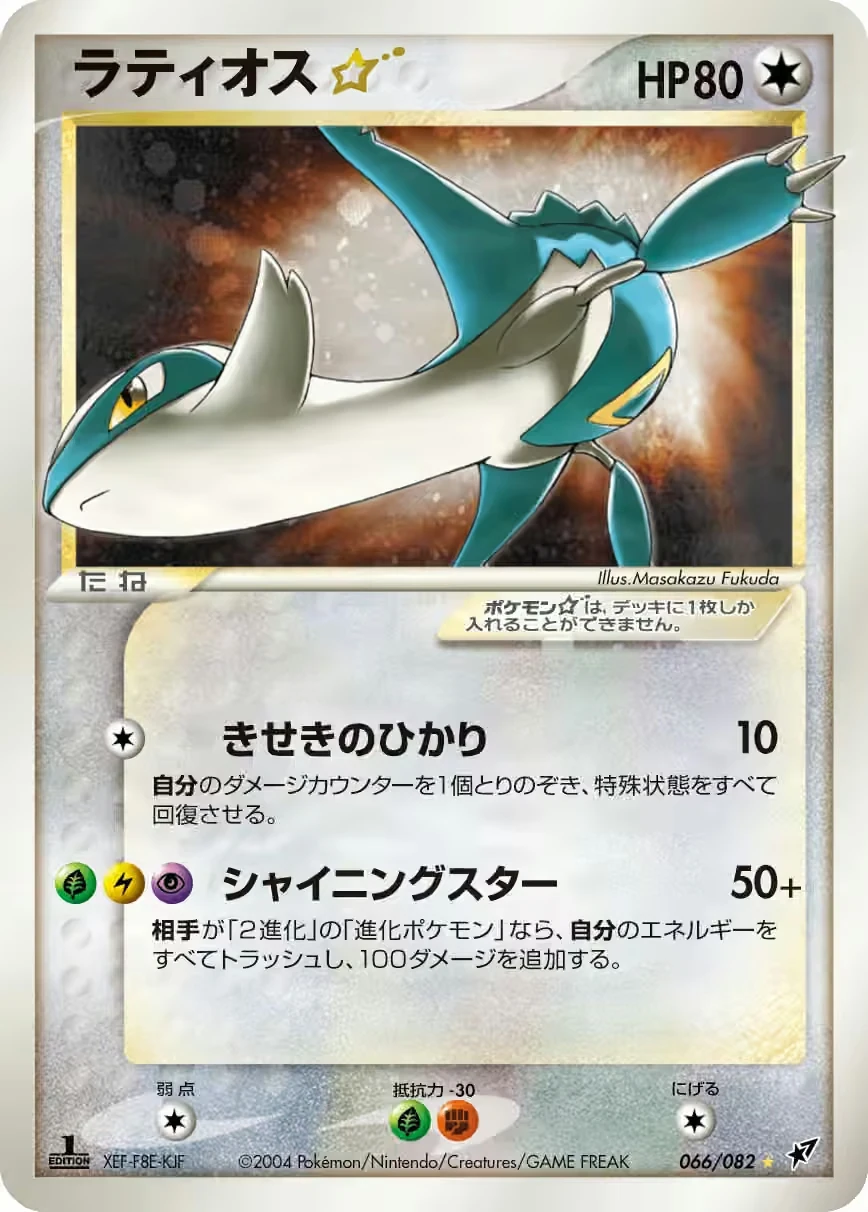 ラティオス☆
HP80
たね
Illus.Masakazu Fukuda
ポケモン☆は、デッキに1枚しか
入れることができません。
きせきのひかり 10
自分のダメージカウンターを1個とりのぞき、特殊状態をすべて
回復させる。
シャイニングスター 50+
相手が「2進化」の「進化ポケモン」なら、自分のエネルギーを
すべてトラッシュし、100ダメージを追加する。
弱点 抵抗力 -30 にげる
1 EDITION XEF-F8E-KJF ©2004 Pokémon/Nintendo/Creatures/GAME FREAK 066/082 ★